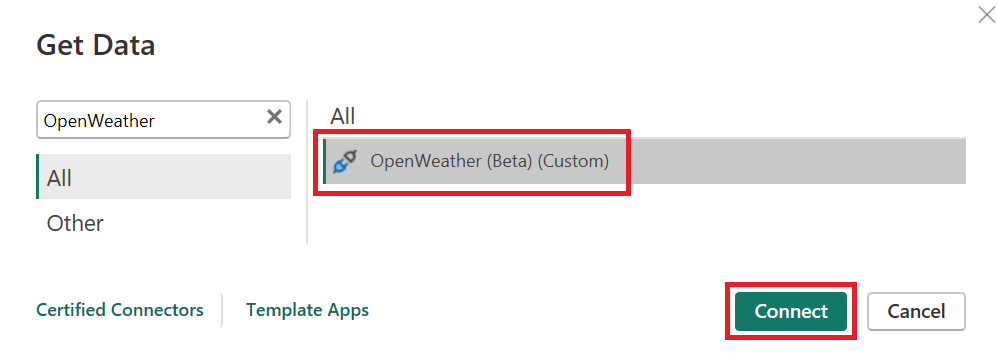 Get Data
OpenWeather
All
Other
All
OpenWeather (Beta) (Custom)
Certified Connectors
Template Apps
Connect
Cancel